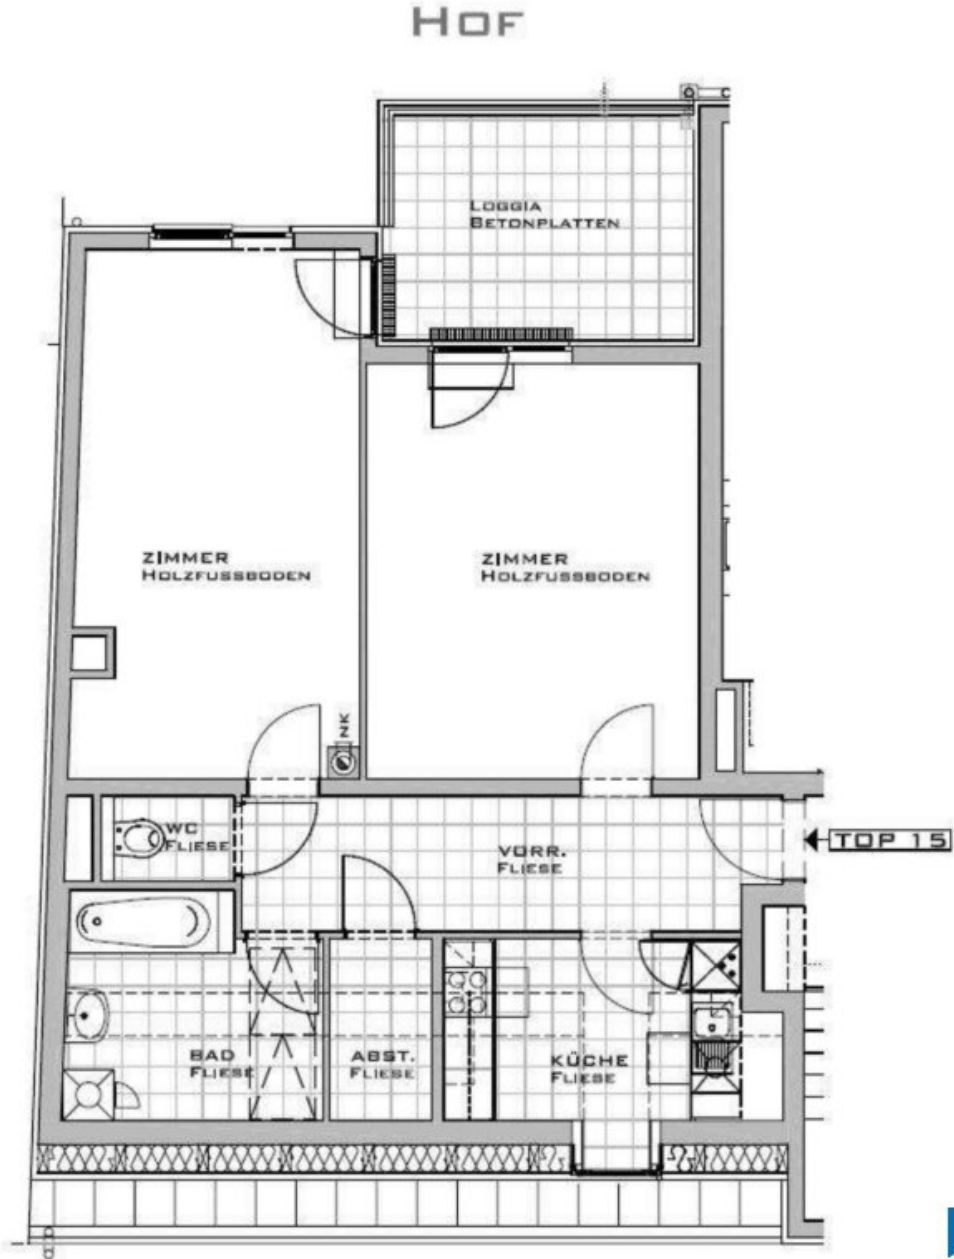 HOF
LOGGIA
BETONPLATTEN
ZIMMER
HOLZFUSSBODEN
ZIMMER
HOLZFUSSBODEN
NK
WC
FLIESE
VORR.
FLIESE
TOP 15
BAD
FLIESE
ABST.
FLIESE
KÜCHE
FLIESE